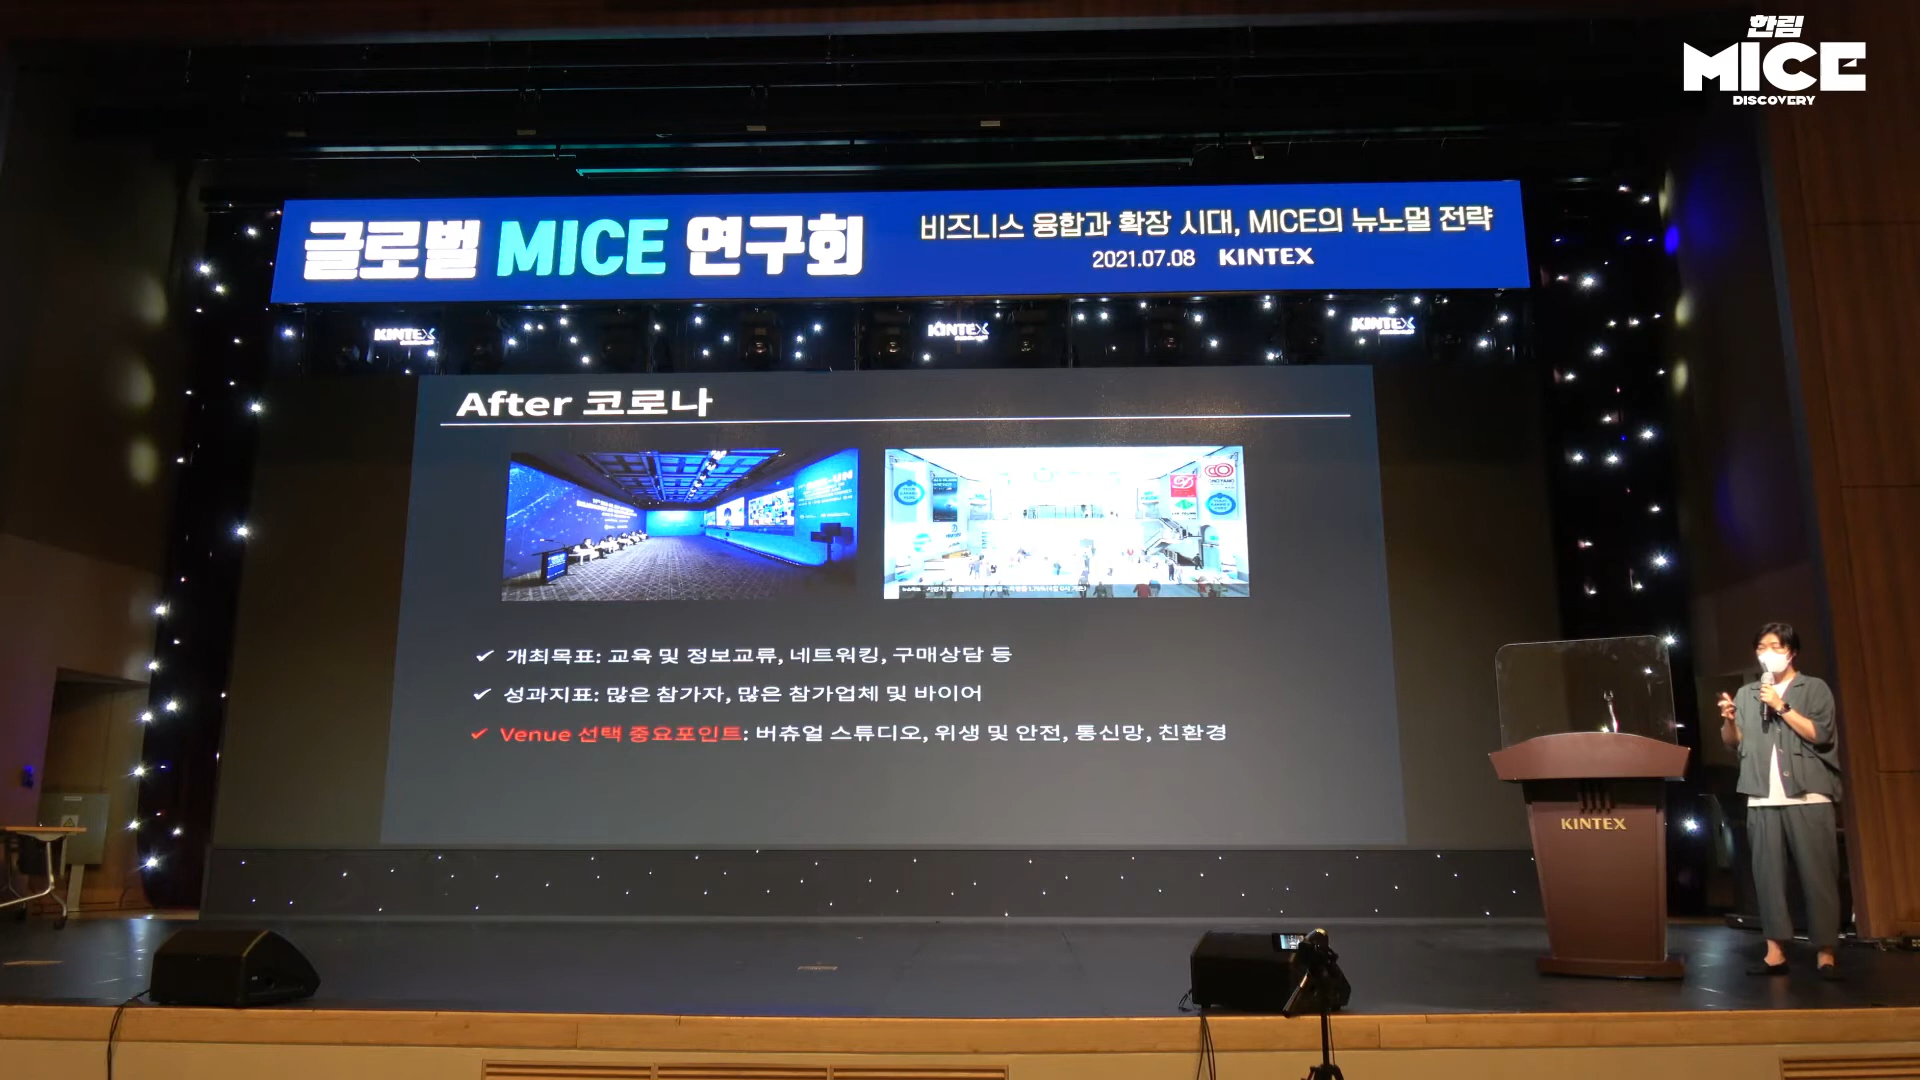 한림
MICE
DISCOVERY
글로벌 MICE 연구회
비즈니스 융합과 확장 시대, MICE의 뉴노멀 전략
2021.07.08 KINTEX
KINTEX
KINTEX
KINTEX
After 코로나
✓ 개최목표: 교육 및 정보교류, 네트워킹, 구매상담 등
✓ 성과지표: 많은 참가자, 많은 참가업체 및 바이어
✓ Venue 선택 중요포인트: 버츄얼 스튜디오, 위생 및 안전, 통신망, 친환경
KINTEX